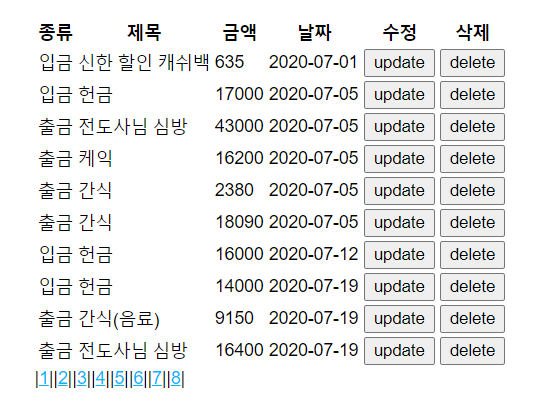 종류 제목 금액 날짜 수정 삭제
입금 신한 할인 캐쉬백 635 2020-07-01 update delete
입금 헌금 17000 2020-07-05 update delete
출금 전도사님 심방 43000 2020-07-05 update delete
출금 케익 16200 2020-07-05 update delete
출금 간식 2380 2020-07-05 update delete
출금 간식 18090 2020-07-05 update delete
입금 헌금 16000 2020-07-12 update delete
입금 헌금 14000 2020-07-19 update delete
출금 간식(음료) 9150 2020-07-19 update delete
출금 전도사님 심방 16400 2020-07-19 update delete
|1||2||3||4||5||6||7||8|